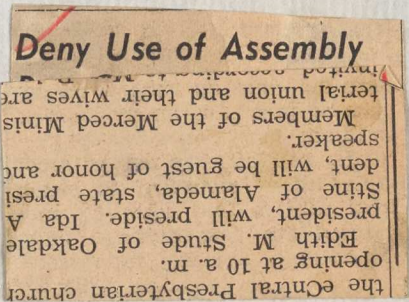 Deny Use of Assembly
the eCntral Presbyterian church
opening at 10 a. m.
Edith M. Stude of Oakdale
president, will preside. Ida A
Stine of Alameda, state presi
dent, will be guest of honor and
speaker.
Members of the Merced Minis
terial union and their wives are
invited according to